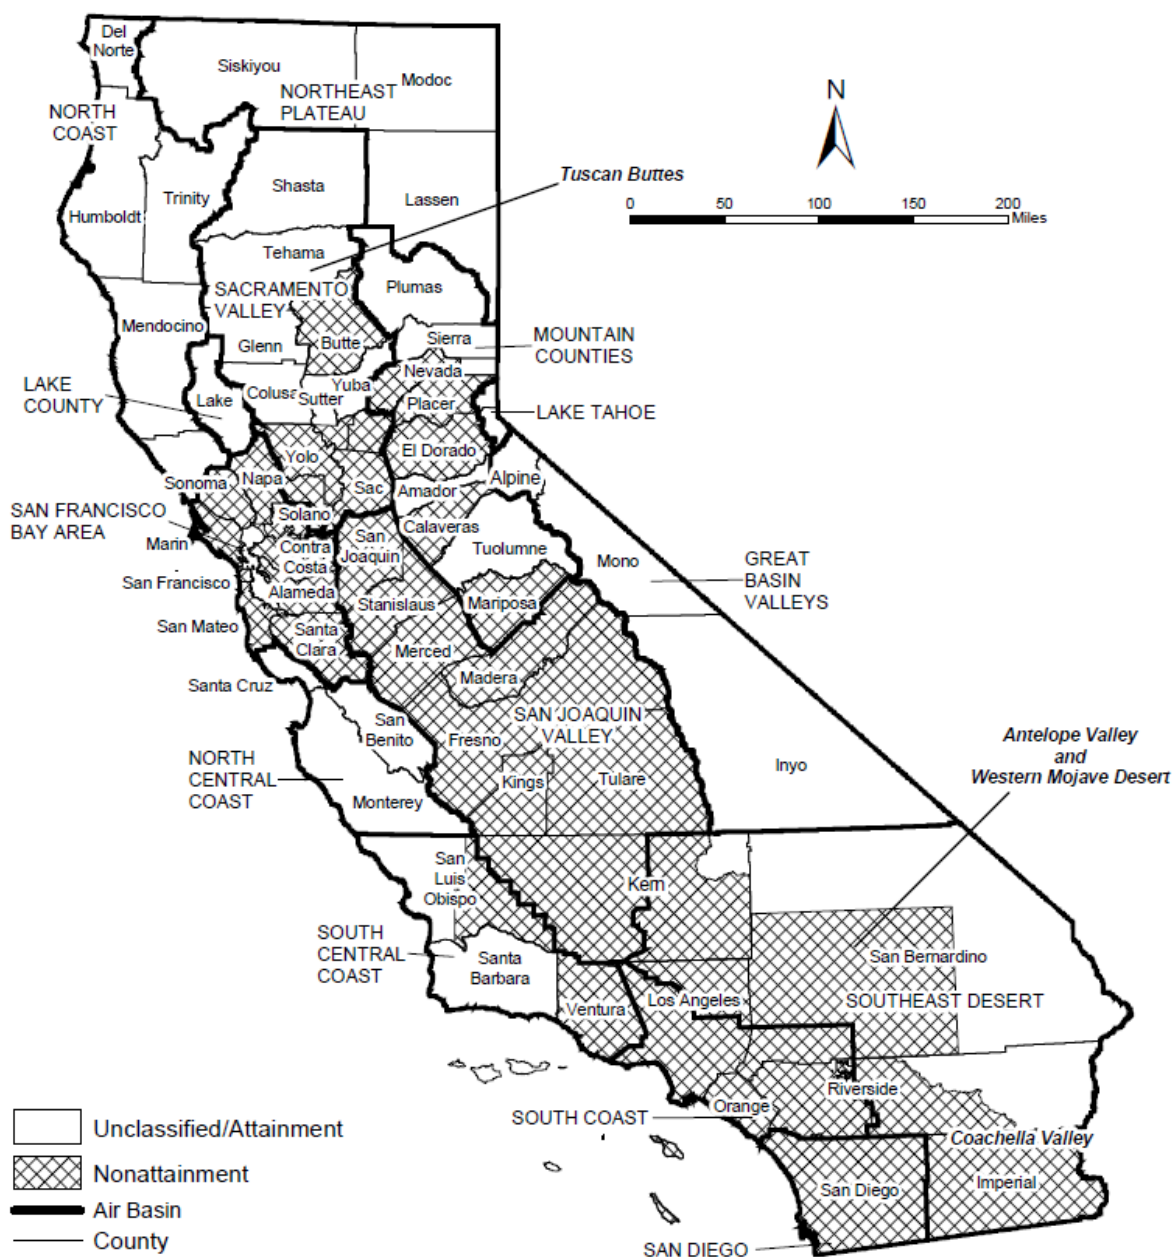 Del
Norte
Siskiyou
Modoc
NORTHEAST
PLATEAU
NORTH
COAST
N
Tuscan Buttes
Shasta
Trinity
Lassen
Humboldt
0 50 100 150 200
Miles
Tehama
SACRAMENTO
VALLEY
Plumas
Mendocino
Glenn
Butte
Sierra
MOUNTAIN
COUNTIES
Nevada
LAKE
COUNTY
Lake
Colusa
Sutter
Yuba
Placer
LAKE TAHOE
Yolo
El Dorado
Sonoma
Napa
Sac
Amador
Alpine
SAN FRANCISCO
BAY AREA
Solano
Calaveras
Marin
Contra
Costa
San
Joaquin
Tuolumne
Mono
GREAT
BASIN
VALLEYS
San Francisco
Alameda
Stanislaus
Mariposa
San Mateo
Santa
Clara
Merced
Madera
Santa Cruz
San
Benito
Fresno
SAN JOAQUIN
VALLEY
Antelope Valley
and
Western Mojave Desert
NORTH
CENTRAL
COAST
Monterey
Kings
Tulare
Inyo
San
Luis
Obispo
Kern
SOUTH
CENTRAL
COAST
Santa
Barbara
San Bernardino
Ventura
Los Angeles
SOUTHEAST DESERT
Riverside
Orange
SOUTH COAST
Coachella Valley
San Diego
Imperial
SAN DIEGO
Unclassified/Attainment
Nonattainment
Air Basin
County